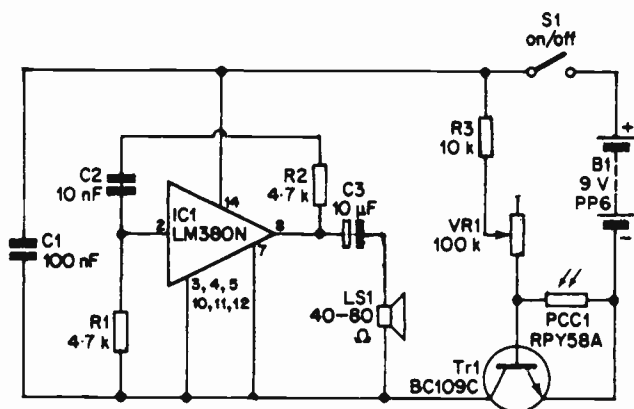 S1
on/off
C2
10 nF
R2
4·7 k
R3
10 k
+
B1
9 V
PP6
-
C3
10 µF
14
IC1
LM380N
2
8
7
3, 4, 5
10, 11, 12
VR1
100 k
C1
100 nF
R1
4·7 k
LS1
40-80
Ω
PCC1
RPY58A
Tr1
BC109C